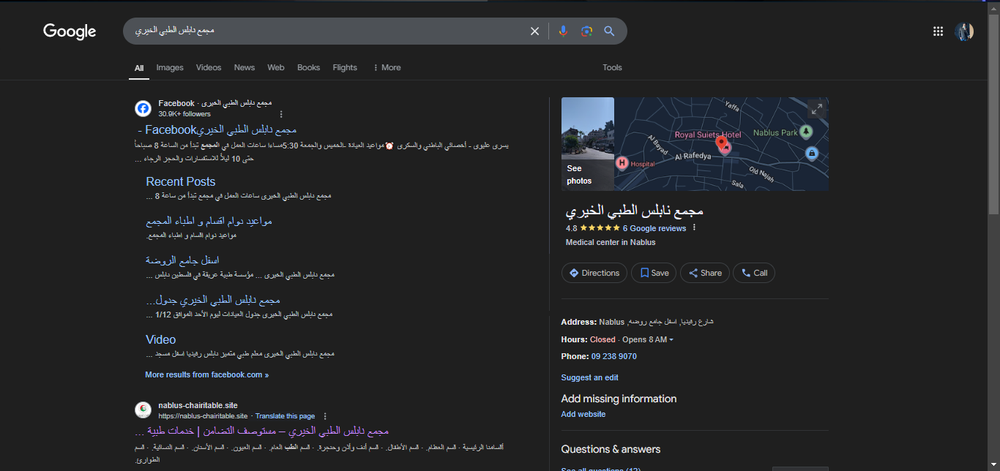 Google
مجمع نابلس الطبي الخيري
All Images Videos News Web Books Flights More Tools
Facebook · مجمع نابلس الطبي الخيري
30.9K+ followers
مجمع نابلس الطبي الخيري - Facebook
يسرى عليوى - أخصائي الباطني والسكرى ⏰مواعيد العيادة -الخميس والجمعة 5:30مساءا ساعات العمل في المجمع تبدأ من الساعة 8 صباحاً
حتى 10 ليلاً للاستفسارات والحجز الرجاء ...
Recent Posts
مجمع نابلس الطبي الخيرى ساعات العمل في مجمع تبدأ من ساعة 8 ...
مواعيد دوام اقسام و اطباء المجمع
مواعيد دوام اقسام و اطباء المجمع.
اسفل جامع الروضة
مجمع نابلس الطبي الخيرى ... مؤسسة طبية عريقة في فلسطين نابلس ...
مجمع نابلس الطبي الخيري جدول...
مجمع نابلس الطبي الخيرى جدول العيادات ليوم الأحد الموافق 1/12 ...
Video
مجمع نابلس الطبي الخيرى معلم طبي متميز نابلس رفيديا اسفل مسجد ...
More results from facebook.com »
nablus-chairitable.site
https://nablus-chairitable.site · Translate this page
مجمع نابلس الطبي الخيري – مستوصف التضامن | خدمات طبية ...
أقسامنا الرئيسية · قسم العظام. · قسم الأطفال. · قسم أنف وأذن وحنجرة. · قسم الطب العام. · قسم العيون. · قسم الأسنان. · قسم النسائية. · قسم
الطوارئ.
See
photos
Yaffa
Royal Suiets Hotel
Nablus Park
Al Bayad
Al Rafedya
H
Hospital
Old Najah
Sala
مجمع نابلس الطبي الخيري
4.8 ★★★★★ 6 Google reviews
Medical center in Nablus
Directions Save Share Call
Address: Nablus شارع رفيديا, اسفل جامع روضه,
Hours: Closed · Opens 8 AM
Phone: 09 238 9070
Suggest an edit
Add missing information
Add website
Questions & answers
See all questions (12)